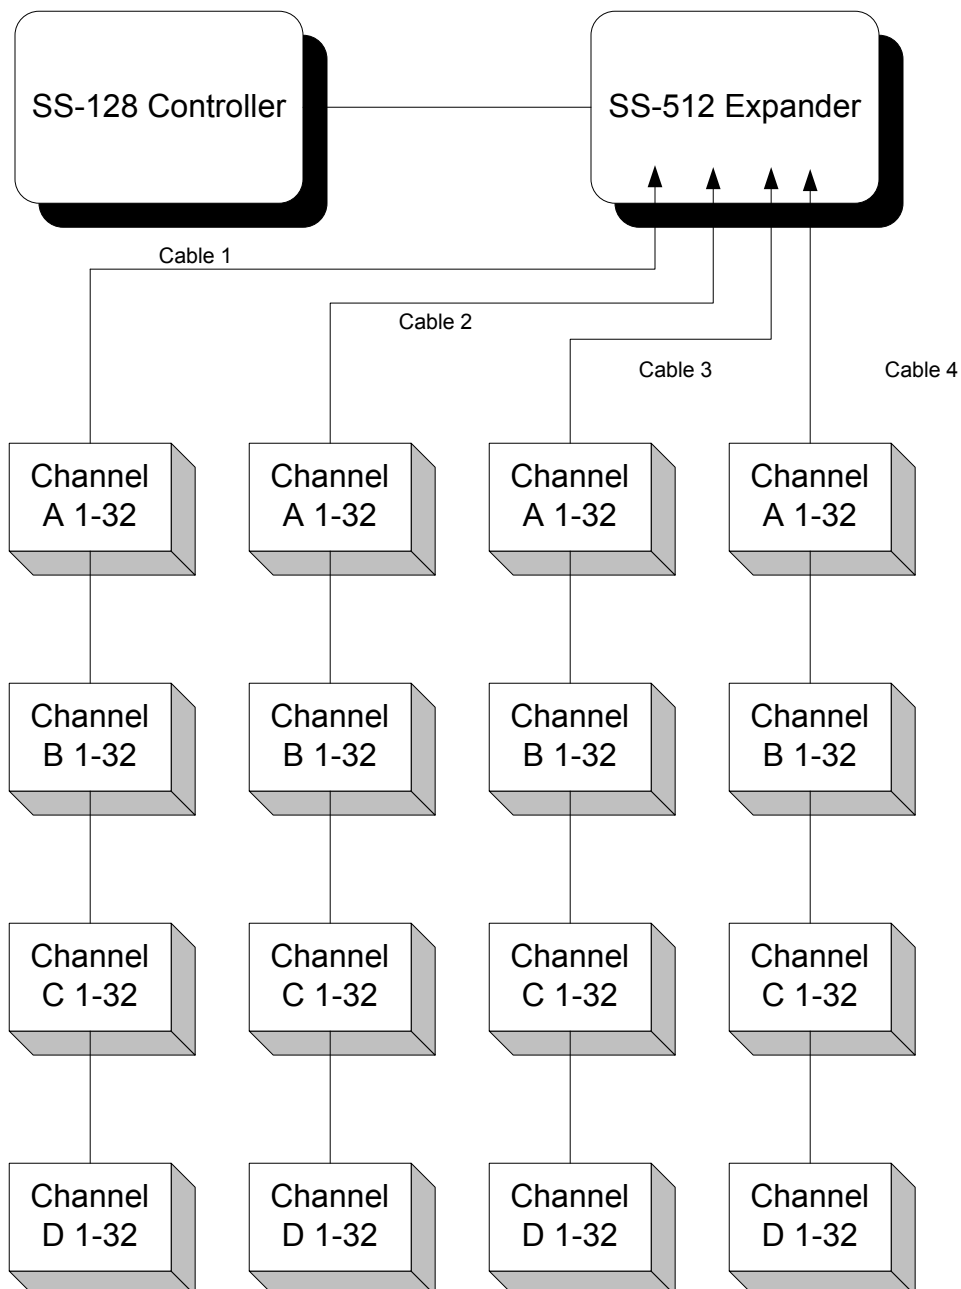 SS-128 Controller
SS-512 Expander
Cable 1
Cable 2
Cable 3
Cable 4
Channel
A 1-32
Channel
A 1-32
Channel
A 1-32
Channel
A 1-32
Channel
B 1-32
Channel
B 1-32
Channel
B 1-32
Channel
B 1-32
Channel
C 1-32
Channel
C 1-32
Channel
C 1-32
Channel
C 1-32
Channel
D 1-32
Channel
D 1-32
Channel
D 1-32
Channel
D 1-32